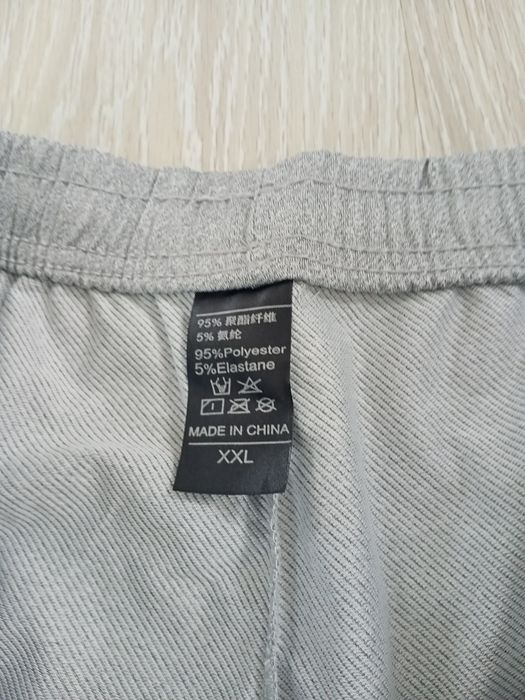 95% 聚酯纤维
5% 氨纶
95%Polyester
5%Elastane
MADE IN CHINA
XXL